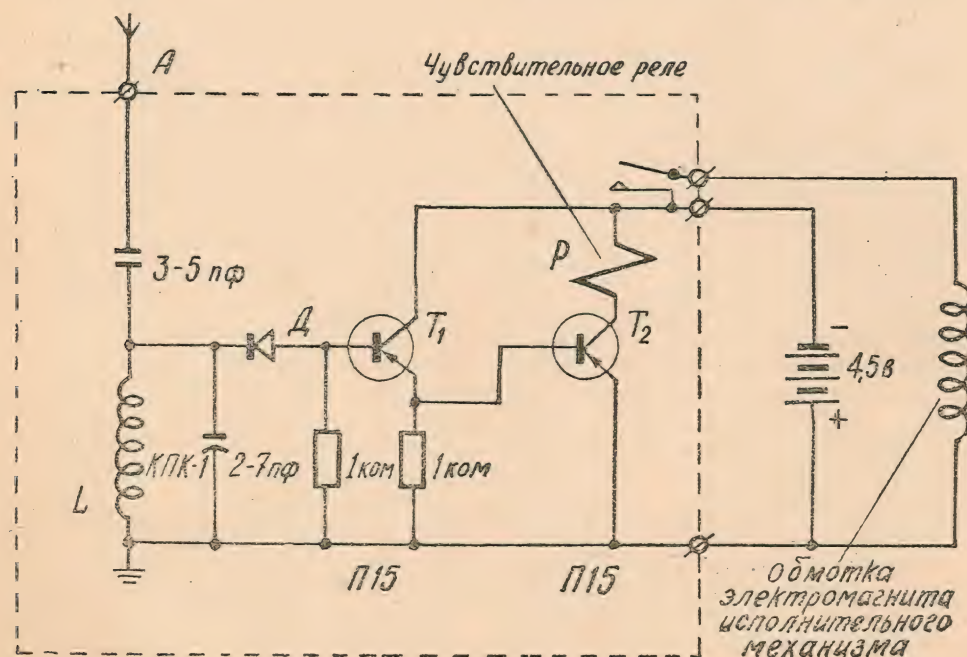 A
Чувствительное реле
3-5 пф
Д
T1
P
T2
L
КПК-1 2-7пф
1ком
1ком
−
4,5в
+
П15
П15
Обмотка
электромагнита
исполнительного
механизма